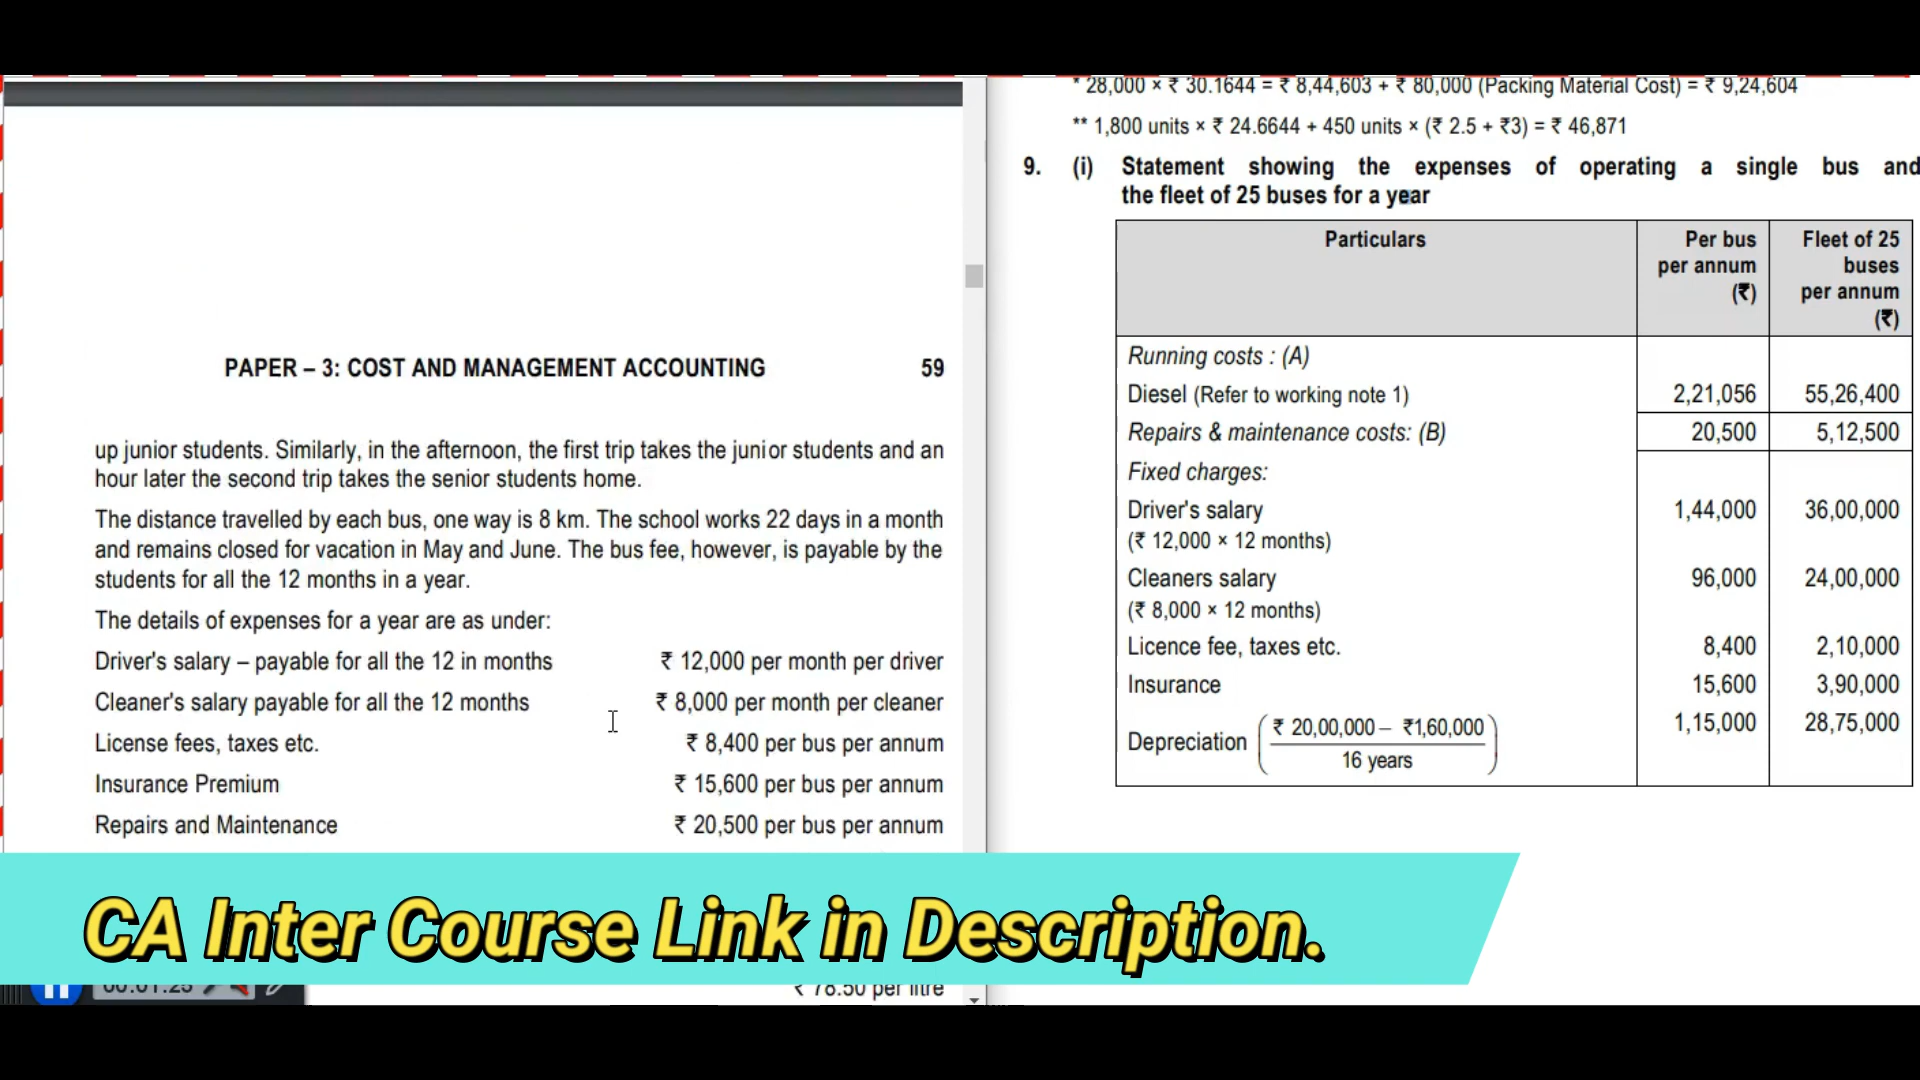 PAPER – 3: COST AND MANAGEMENT ACCOUNTING 59
up junior students. Similarly, in the afternoon, the first trip takes the junior students and an
hour later the second trip takes the senior students home.
The distance travelled by each bus, one way is 8 km. The school works 22 days in a month
and remains closed for vacation in May and June. The bus fee, however, is payable by the
students for all the 12 months in a year.
The details of expenses for a year are as under:
Driver's salary – payable for all the 12 in months ₹ 12,000 per month per driver
Cleaner's salary payable for all the 12 months ₹ 8,000 per month per cleaner
License fees, taxes etc. ₹ 8,400 per bus per annum
Insurance Premium ₹ 15,600 per bus per annum
Repairs and Maintenance ₹ 20,500 per bus per annum
₹ 78.50 per litre
* 28,000 × ₹ 30.1644 = ₹ 8,44,603 + ₹ 80,000 (Packing Material Cost) = ₹ 9,24,604
** 1,800 units × ₹ 24.6644 + 450 units × (₹ 2.5 + ₹3) = ₹ 46,871
9. (i) Statement showing the expenses of operating a single bus and
the fleet of 25 buses for a year
Particulars Per bus per annum (₹) Fleet of 25 buses per annum (₹)
Running costs : (A)
Diesel (Refer to working note 1) 2,21,056 55,26,400
Repairs & maintenance costs: (B) 20,500 5,12,500
Fixed charges:
Driver's salary 1,44,000 36,00,000
(₹ 12,000 × 12 months)
Cleaners salary 96,000 24,00,000
(₹ 8,000 × 12 months)
Licence fee, taxes etc. 8,400 2,10,000
Insurance 15,600 3,90,000
Depreciation (₹ 20,00,000 – ₹1,60,000 / 16 years) 1,15,000 28,75,000
CA Inter Course Link in Description.
00:01:25